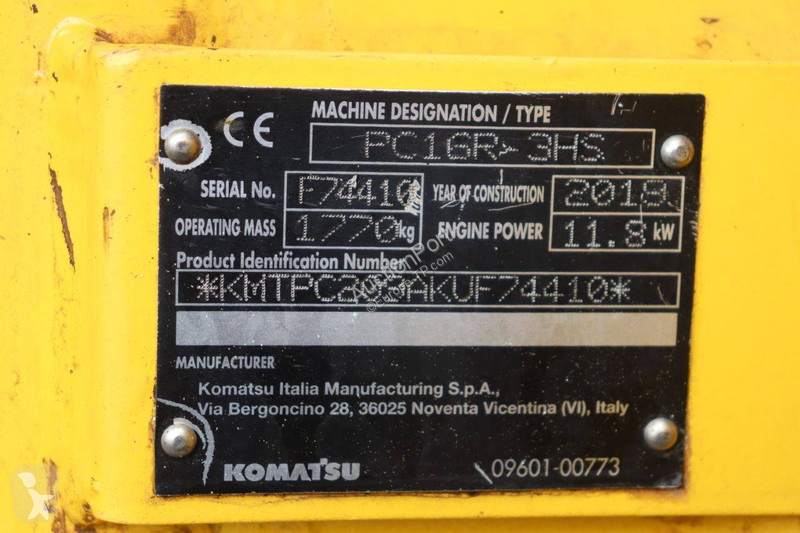 CE
MACHINE DESIGNATION / TYPE
PC16R-3HS
SERIAL No. F74410 YEAR OF CONSTRUCTION 2019
OPERATING MASS 1770 kg ENGINE POWER 11.8 kW
Product Identification Number
MANUFACTURER
Komatsu Italia Manufacturing S.p.A.,
Via Bergoncino 28, 36025 Noventa Vicentina (VI), Italy
KOMATSU
09601-00773